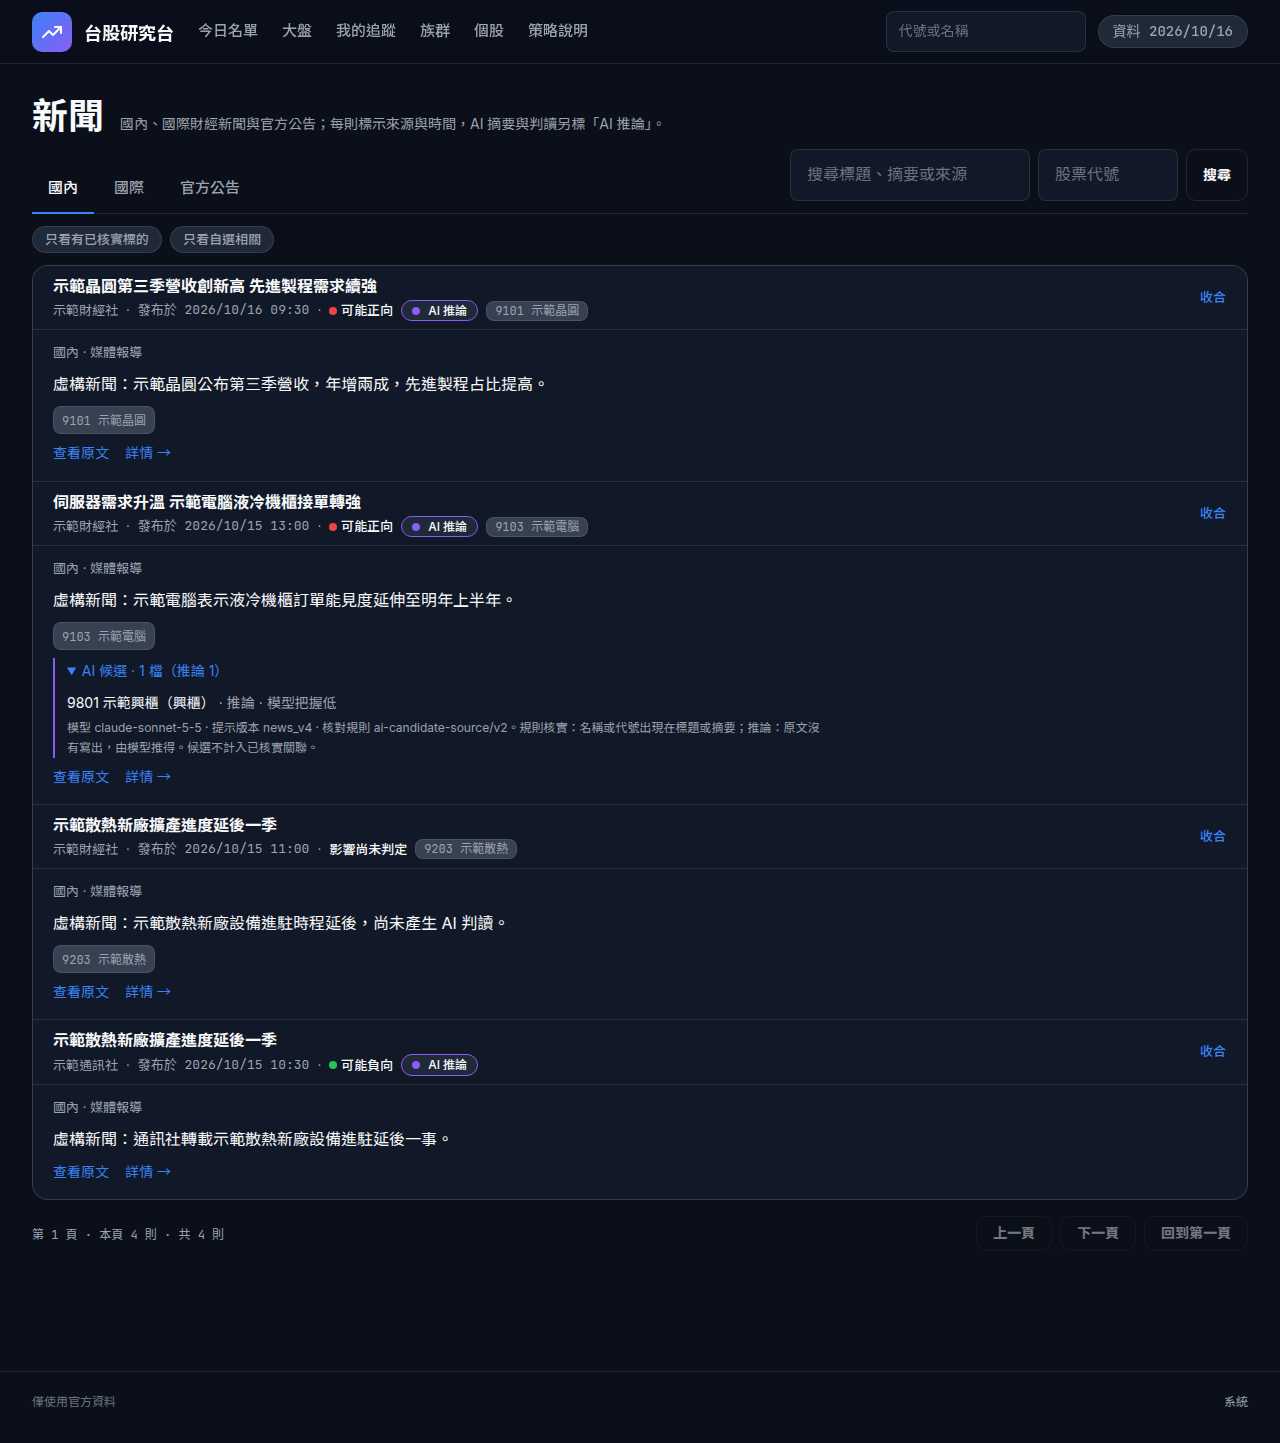 台股研究台 今日名單 大盤 我的追蹤 族群 個股 策略說明 代號或名稱 資料 2026/10/16
新聞 國內、國際財經新聞與官方公告；每則標示來源與時間，AI 摘要與判讀另標「AI 推論」。
國內 國際 官方公告 搜尋標題、摘要或來源 股票代號 搜尋
只看有已核實標的 只看自選相關
示範晶圓第三季營收創新高 先進製程需求續強
示範財經社 · 發布於 2026/10/16 09:30 · 可能正向 AI 推論 9101 示範晶圓 收合
國內 · 媒體報導
虛構新聞：示範晶圓公布第三季營收，年增兩成，先進製程占比提高。
9101 示範晶圓
查看原文 詳情 →
伺服器需求升溫 示範電腦液冷機櫃接單轉強
示範財經社 · 發布於 2026/10/15 13:00 · 可能正向 AI 推論 9103 示範電腦 收合
國內 · 媒體報導
虛構新聞：示範電腦表示液冷機櫃訂單能見度延伸至明年上半年。
9103 示範電腦
▼ AI 候選 · 1 檔（推論 1）
9801 示範興櫃（興櫃） · 推論 · 模型把握低
模型 claude-sonnet-5-5 · 提示版本 news_v4 · 核對規則 ai-candidate-source/v2。規則核實：名稱或代號出現在標題或摘要；推論：原文沒
有寫出，由模型推得。候選不計入已核實關聯。
查看原文 詳情 →
示範散熱新廠擴產進度延後一季
示範財經社 · 發布於 2026/10/15 11:00 · 影響尚未判定 9203 示範散熱 收合
國內 · 媒體報導
虛構新聞：示範散熱新廠設備進駐時程延後，尚未產生 AI 判讀。
9203 示範散熱
查看原文 詳情 →
示範散熱新廠擴產進度延後一季
示範通訊社 · 發布於 2026/10/15 10:30 · 可能負向 AI 推論 收合
國內 · 媒體報導
虛構新聞：通訊社轉載示範散熱新廠設備進駐延後一事。
查看原文 詳情 →
第 1 頁 · 本頁 4 則 · 共 4 則 上一頁 下一頁 回到第一頁
僅使用官方資料 系統